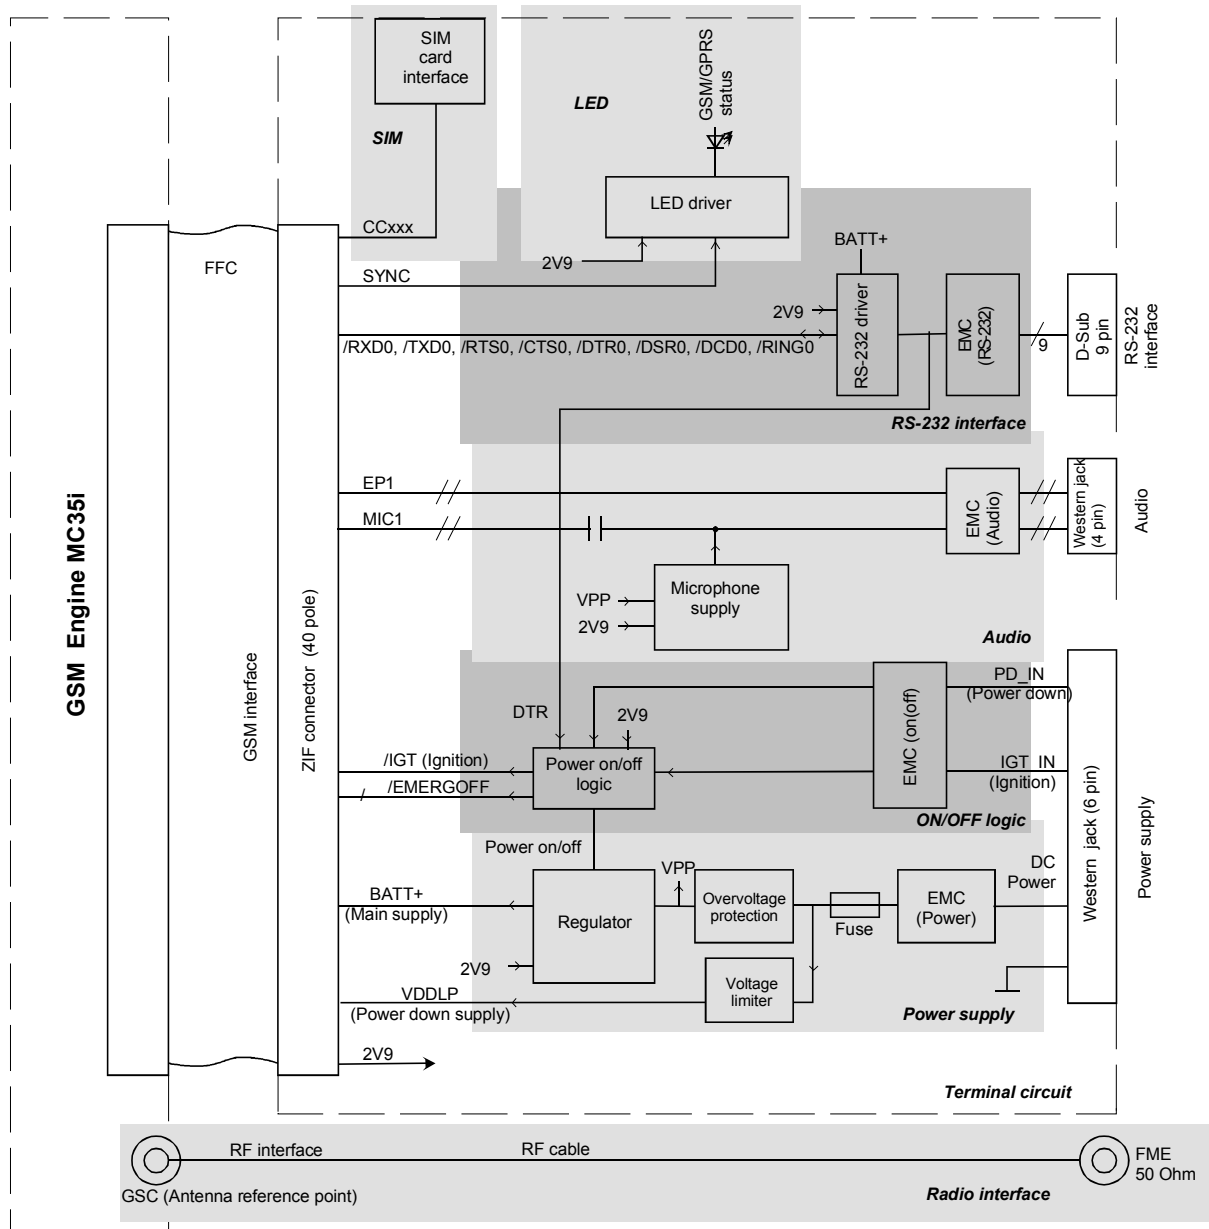 SIM
card
interface
SIM
LED
GSM/GPRS
status
LED driver
CCxxx
FFC
2V9
SYNC
BATT+
2V9
RS-232 driver
EMC
(RS-232)
9
D-Sub
9 pin
RS-232
interface
/RXD0, /TXD0, /RTS0, /CTS0, /DTR0, /DSR0, /DCD0, /RING0
RS-232 interface
EP1
MIC1
EMC
(Audio)
Western jack
(4 pin)
Audio
Microphone
supply
VPP
2V9
Audio
GSM Engine MC35i
GSM interface
ZIF connector (40 pole)
PD_IN
(Power down)
DTR
2V9
EMC (on(off)
/IGT (Ignition)
Power on/off
logic
IGT_IN
(Ignition)
/EMERGOFF
ON/OFF logic
Western jack (6 pin)
Power supply
Power on/off
VPP
DC
Power
BATT+
(Main supply)
Regulator
Overvoltage
protection
Fuse
EMC
(Power)
2V9
Voltage
limiter
VDDLP
(Power down supply)
Power supply
2V9
Terminal circuit
RF interface
RF cable
FME
50 Ohm
GSC (Antenna reference point)
Radio interface